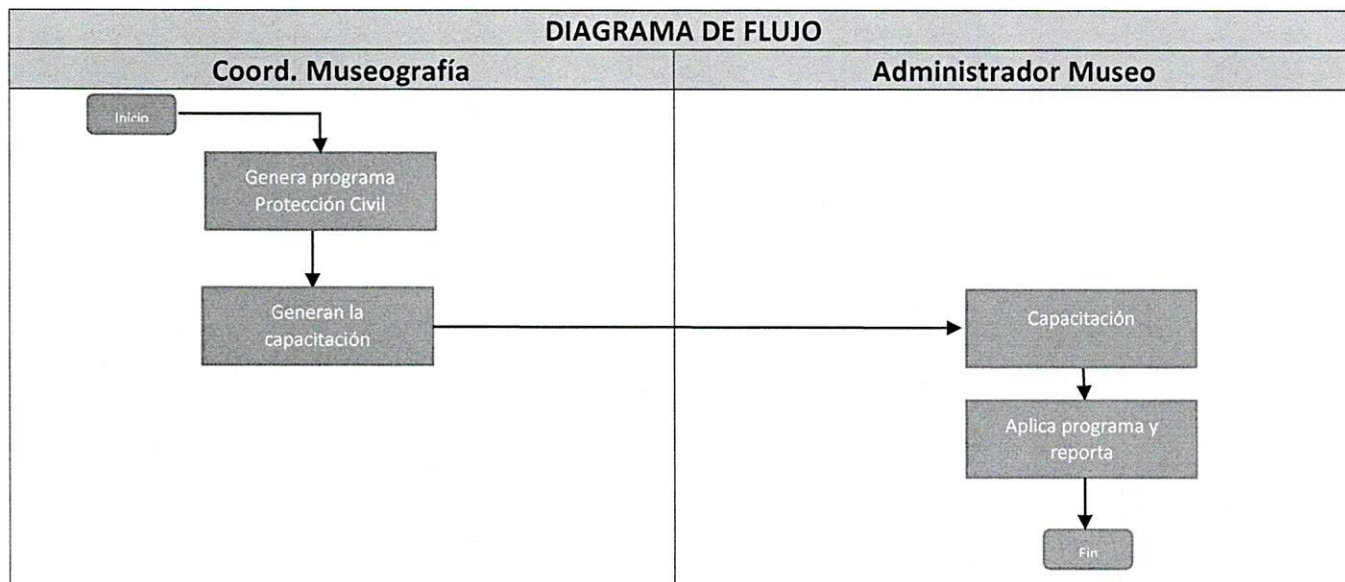 DIAGRAMA DE FLUJO
Coord. Museografía
Administrador Museo
Inicio
Genera programa
Protección Civil
Generan la
capacitación
Capacitación
Aplica programa y
reporta
Fin